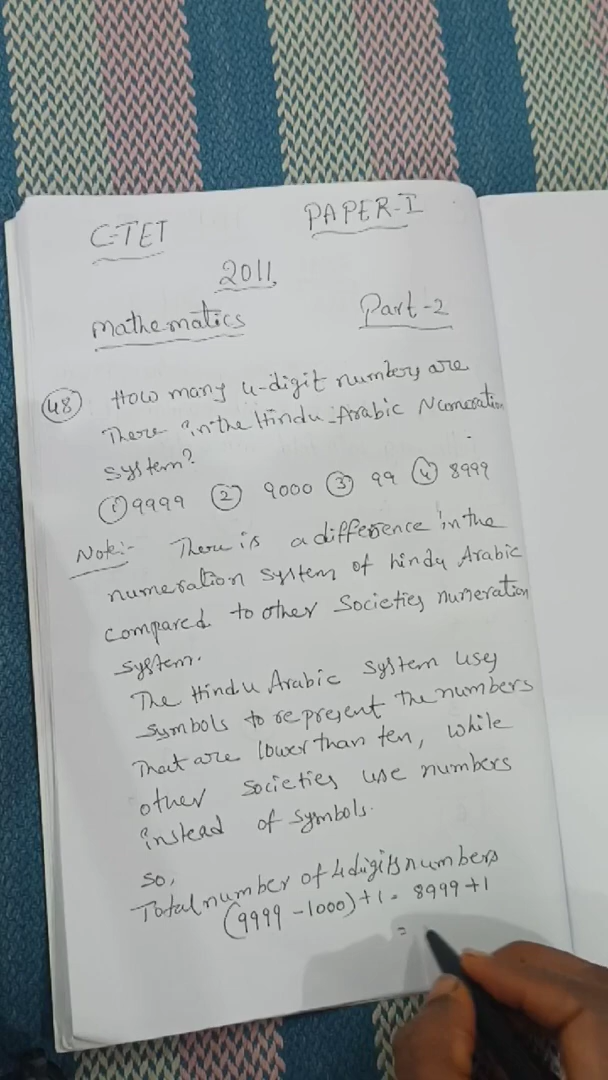 C-TET PAPER-I
2011
Mathematics Part-2
48 How many 4-digit numbers are
There in the Hindu-Arabic Numeration
system?
① 9999 ② 9000 ③ 99 ④ 8999
Note:- There is a difference in the
numeration system of hindu Arabic
compared to other Societies numeration
system.
The Hindu Arabic system uses
symbols to represent the numbers
That are lower than ten, while
other societies use numbers
instead of symbols.
So,
Total number of 4 digits numbers
(9999 - 1000) + 1 = 8999 + 1
=